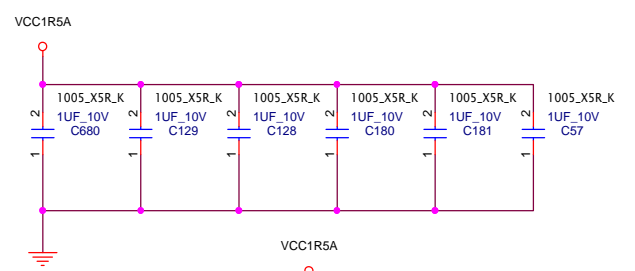 VCC1R5A
1005_X5R_K 1005_X5R_K 1005_X5R_K 1005_X5R_K 1005_X5R_K 1005_X5R_K
2 1UF_10V 2 1UF_10V 2 1UF_10V 2 1UF_10V 2 1UF_10V 2 1UF_10V
C680 C129 C128 C180 C181 C57
1 1 1 1 1 1
VCC1R5A